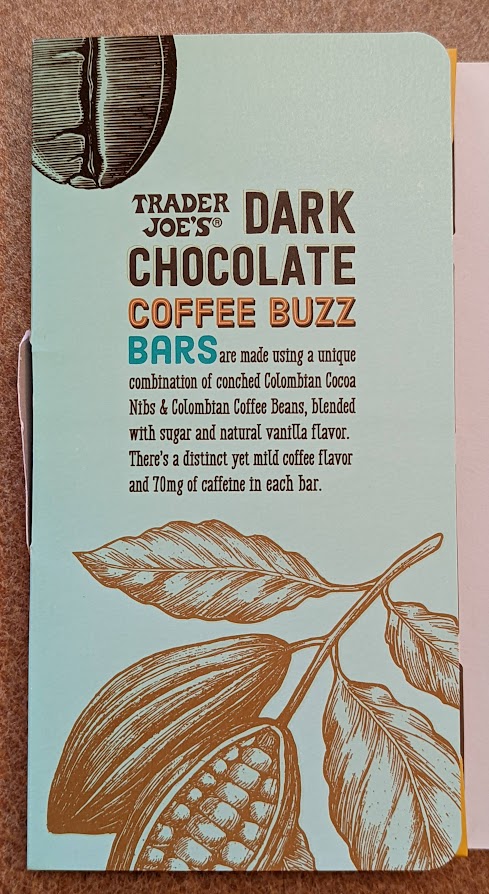 TRADER JOE'S® DARK
CHOCOLATE
COFFEE BUZZ
BARS are made using a unique
combination of conched Colombian Cocoa
Nibs & Colombian Coffee Beans, blended
with sugar and natural vanilla flavor.
There's a distinct yet mild coffee flavor
and 70mg of caffeine in each bar.